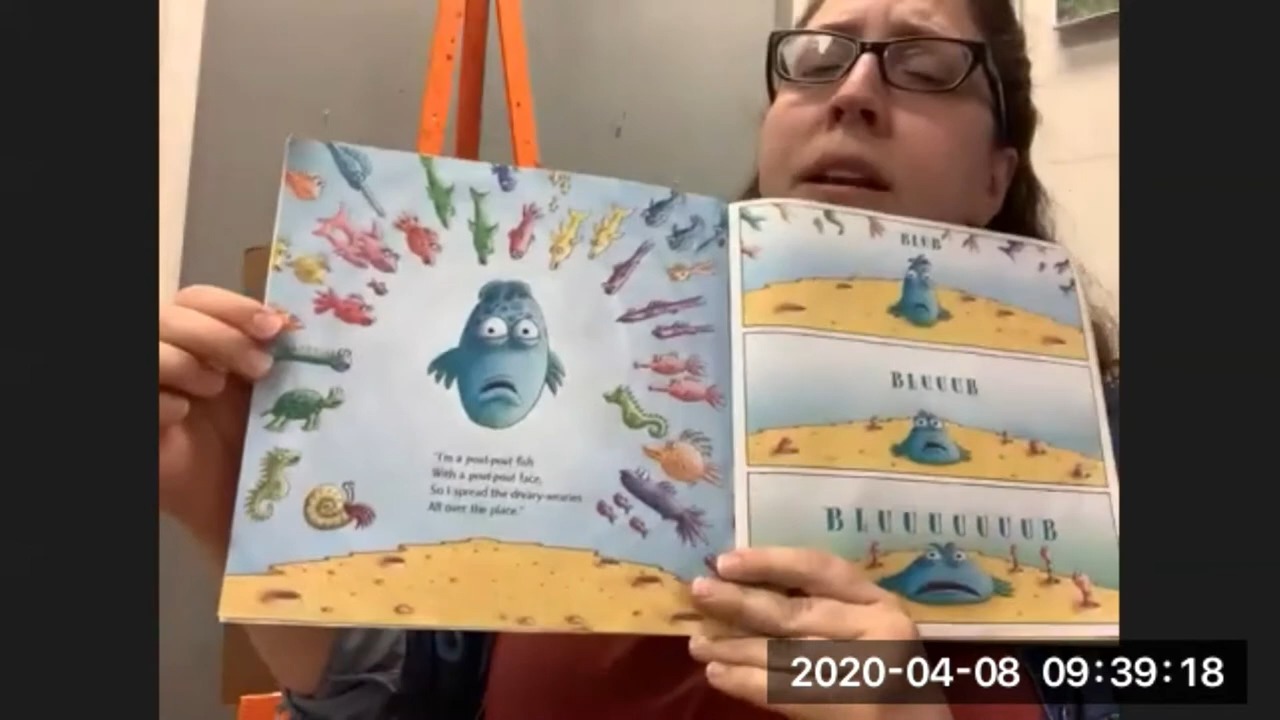 "I'm a pout-pout fish
With a pout-pout face,
So I spread the dreary-wearies
All over the place."
BLUB
BLUUUB
BLUUUUUUUUB
2020-04-08 09:39:18